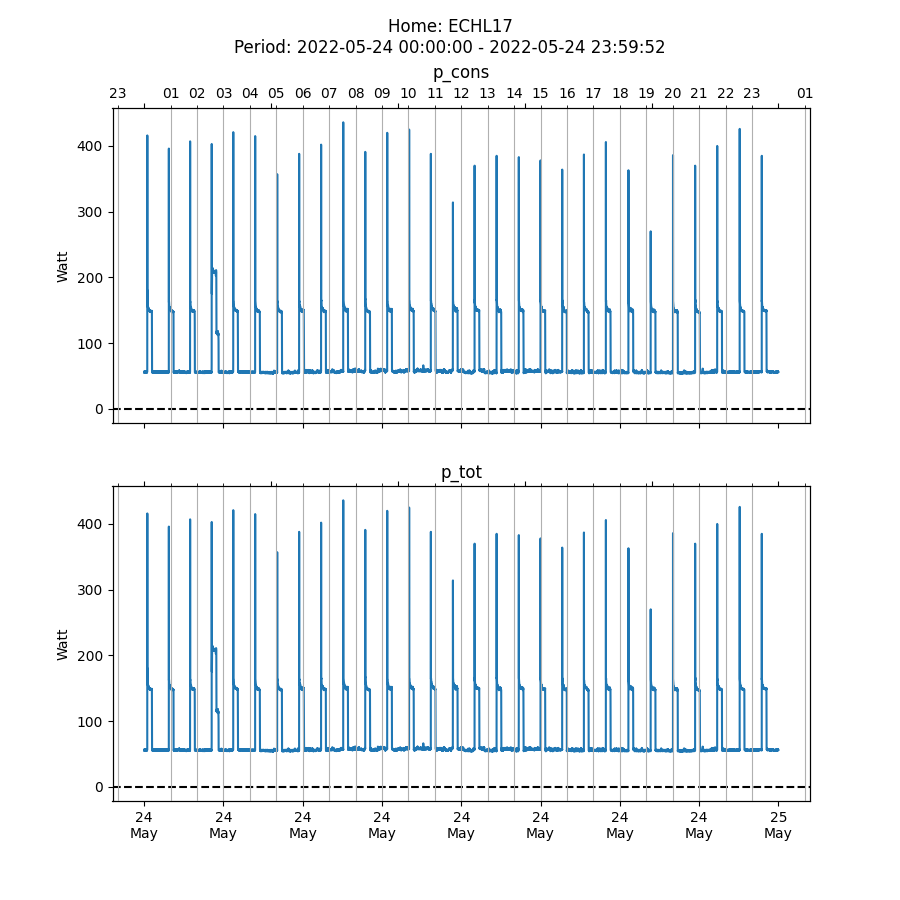 Home: ECHL17
Period: 2022-05-24 00:00:00 - 2022-05-24 23:59:52
p_cons
23 01 02 03 04 05 06 07 08 09 10 11 12 13 14 15 16 17 18 19 20 21 22 23 01
400
300
Watt
200
100
0
p_tot
400
300
Watt
200
100
0
24 24 24 24 24 24 24 24 25
May May May May May May May May May